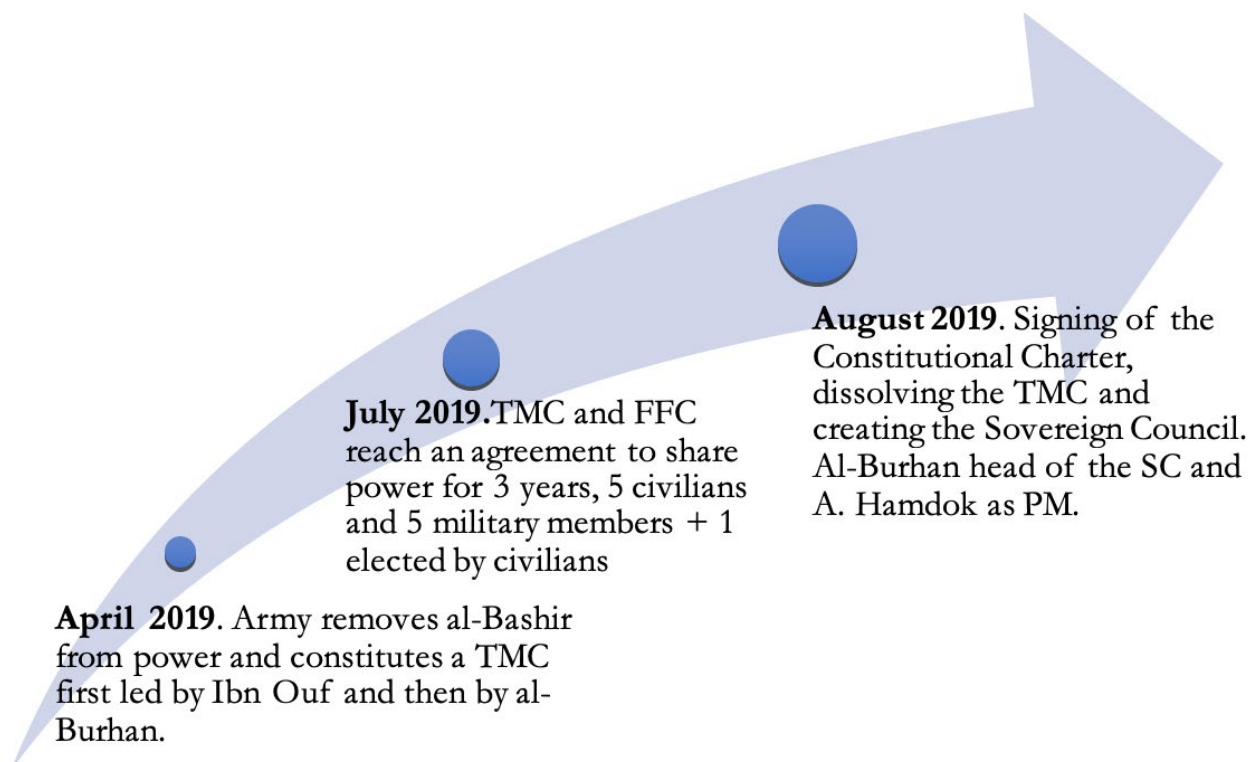 April 2019. Army removes al-Bashir
from power and constitutes a TMC
first led by Ibn Ouf and then by al-
Burhan.
July 2019.TMC and FFC
reach an agreement to share
power for 3 years, 5 civilians
and 5 military members + 1
elected by civilians
August 2019. Signing of the
Constitutional Charter,
dissolving the TMC and
creating the Sovereign Council.
Al-Burhan head of the SC and
A. Hamdok as PM.